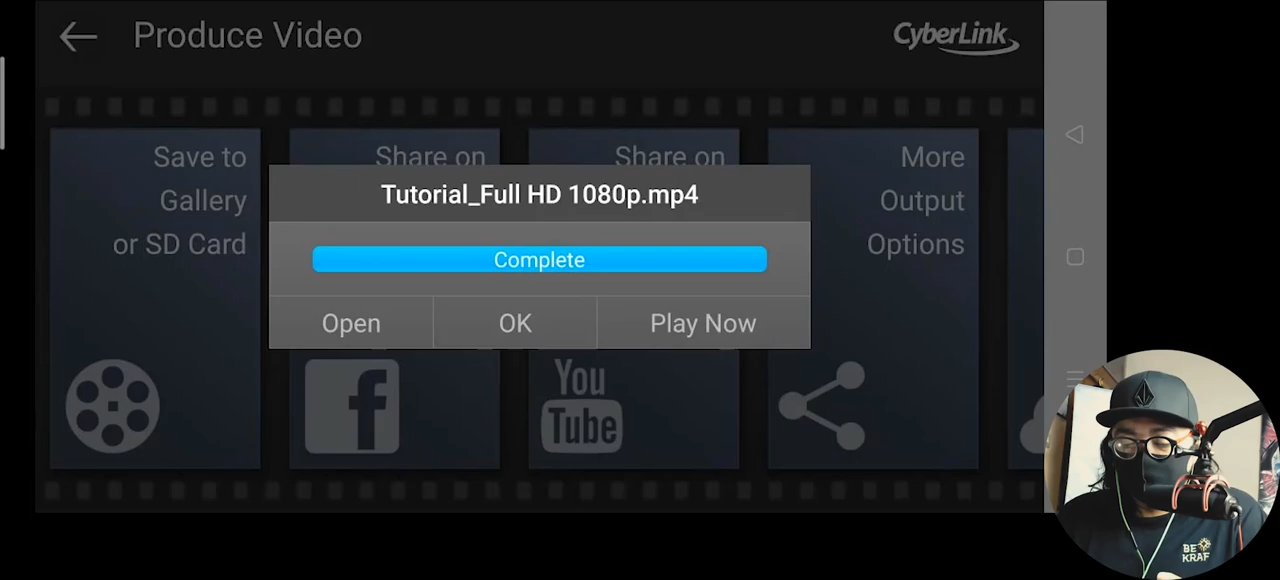 Produce Video
CyberLink
Save to
Gallery
or SD Card
Share on
Share on
More
Output
Options
Tutorial_Full HD 1080p.mp4
Complete
Open
OK
Play Now
f
You
Tube
BE
KRAF